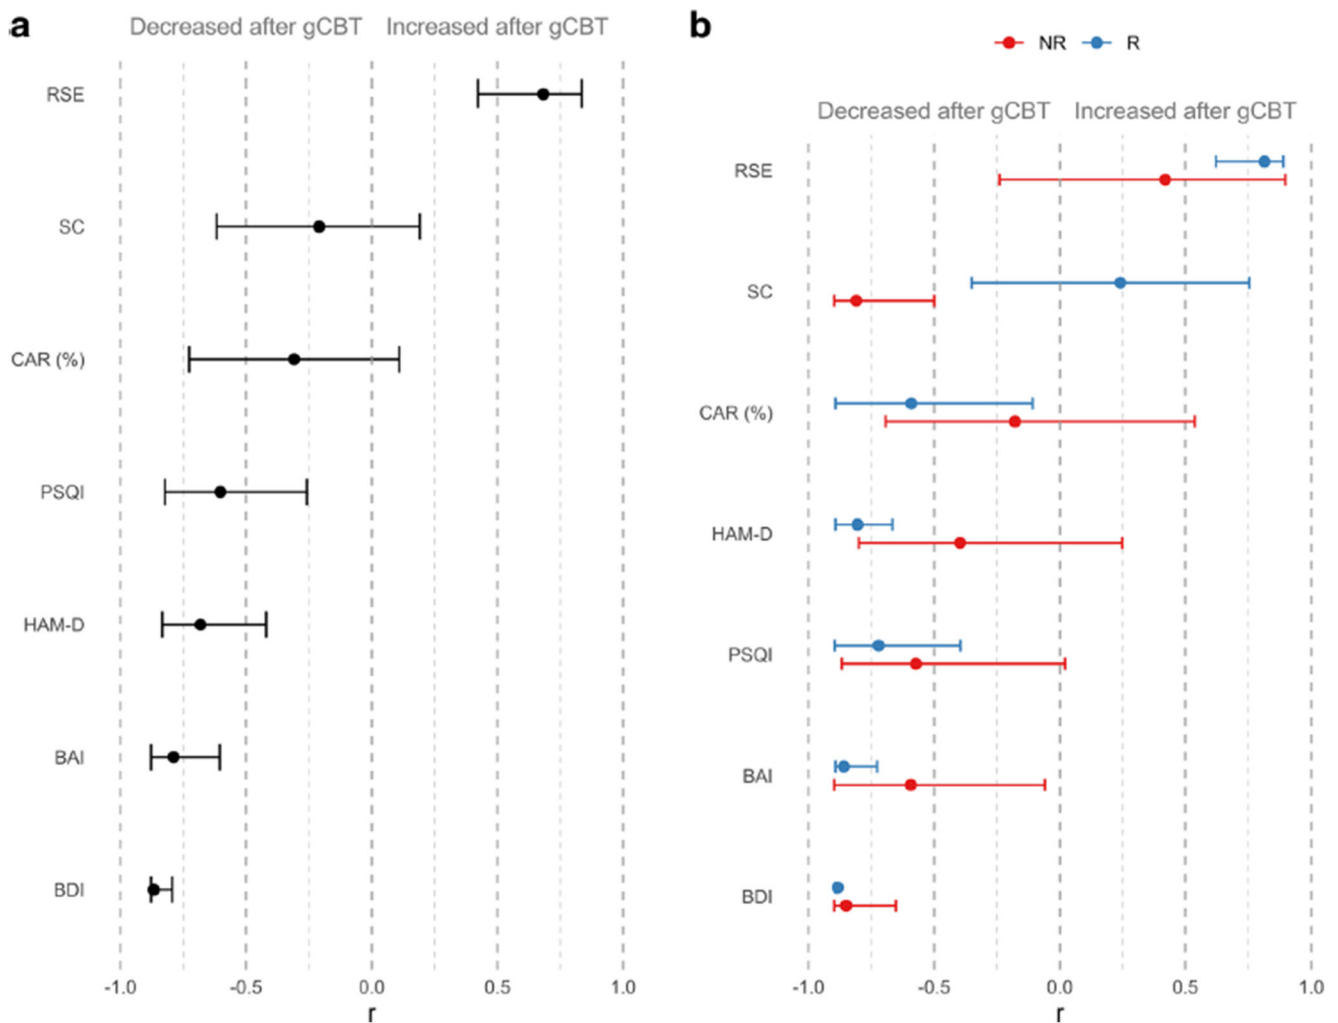 a
Decreased after gCBT Increased after gCBT
RSE
SC
CAR (%)
PSQI
HAM-D
BAI
BDI
-1.0 -0.5 0.0 0.5 1.0
r
b
NR R
Decreased after gCBT Increased after gCBT
RSE
SC
CAR (%)
HAM-D
PSQI
BAI
BDI
-1.0 -0.5 0.0 0.5 1.0
r